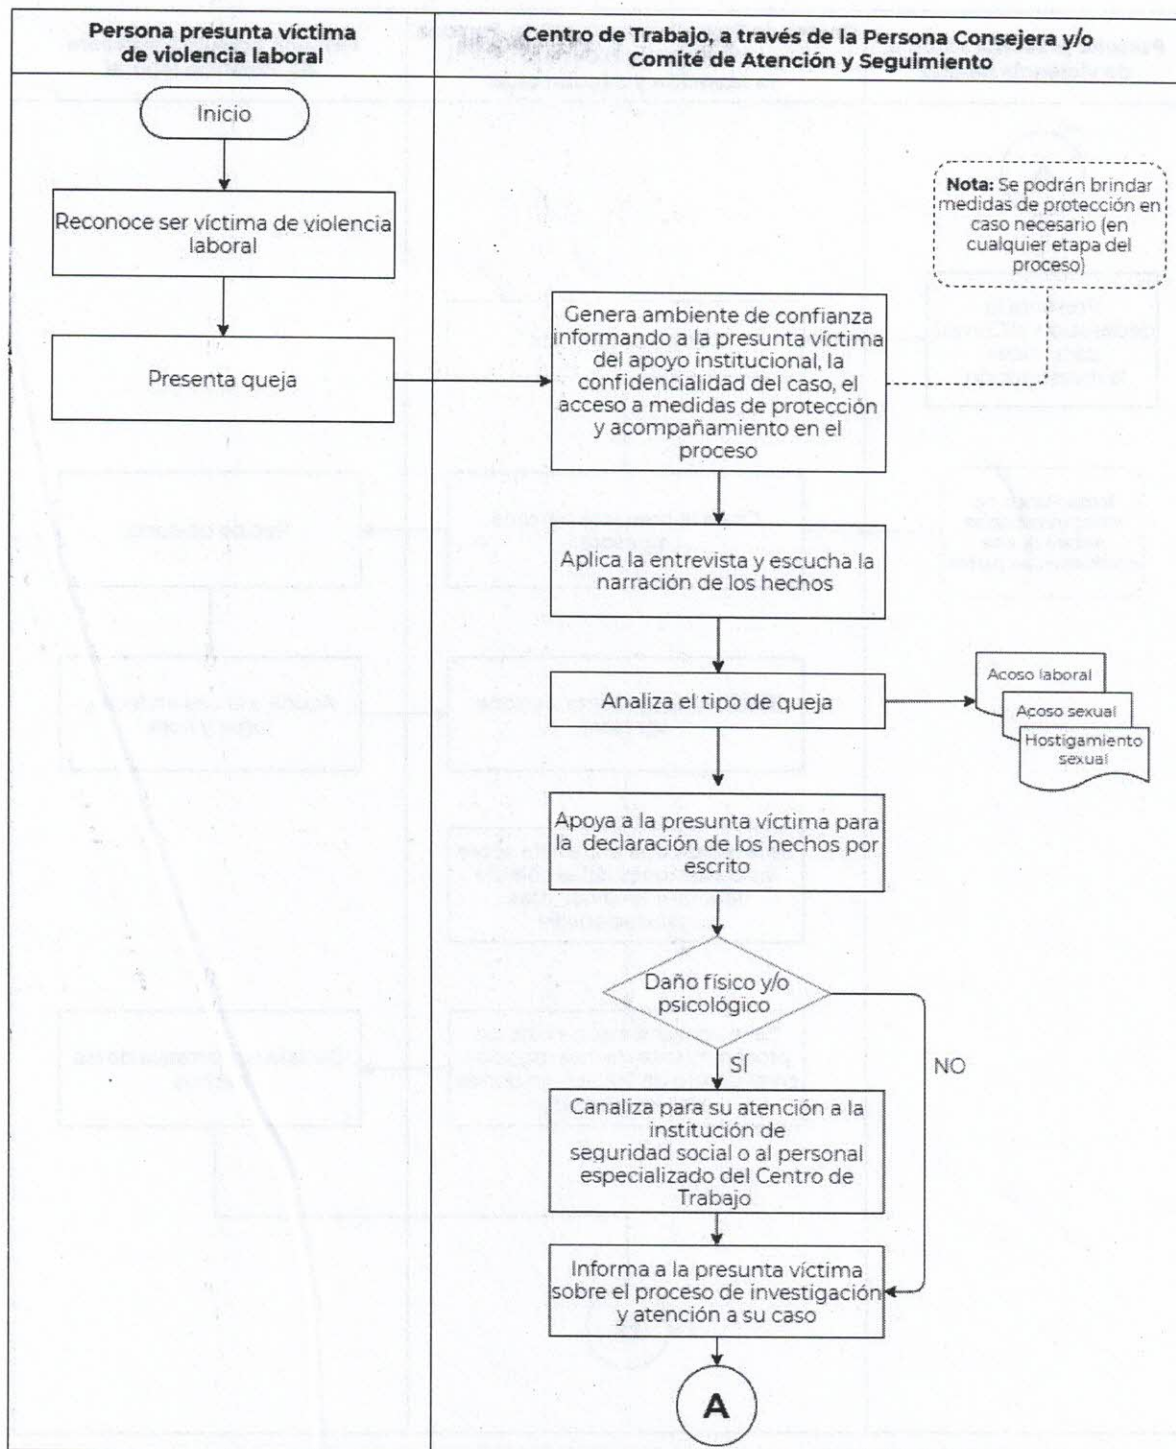 Persona presunta víctima
de violencia laboral
Centro de Trabajo, a través de la Persona Consejera y/o
Comité de Atención y Seguimiento
Inicio
Reconoce ser víctima de violencia
laboral
Presenta queja
Nota: Se podrán brindar
medidas de protección en
caso necesario (en
cualquier etapa del
proceso)
Genera ambiente de confianza
informando a la presunta víctima
del apoyo institucional, la
confidencialidad del caso, el
acceso a medidas de protección
y acompañamiento en el
proceso
Aplica la entrevista y escucha la
narración de los hechos
Analiza el tipo de queja
Acoso laboral
Acoso sexual
Hostigamiento
sexual
Apoya a la presunta víctima para
la declaración de los hechos por
escrito
Daño físico y/o
psicológico
SÍ
NO
Canaliza para su atención a la
institución de
seguridad social o al personal
especializado del Centro de
Trabajo
Informa a la presunta víctima
sobre el proceso de investigación
y atención a su caso
A